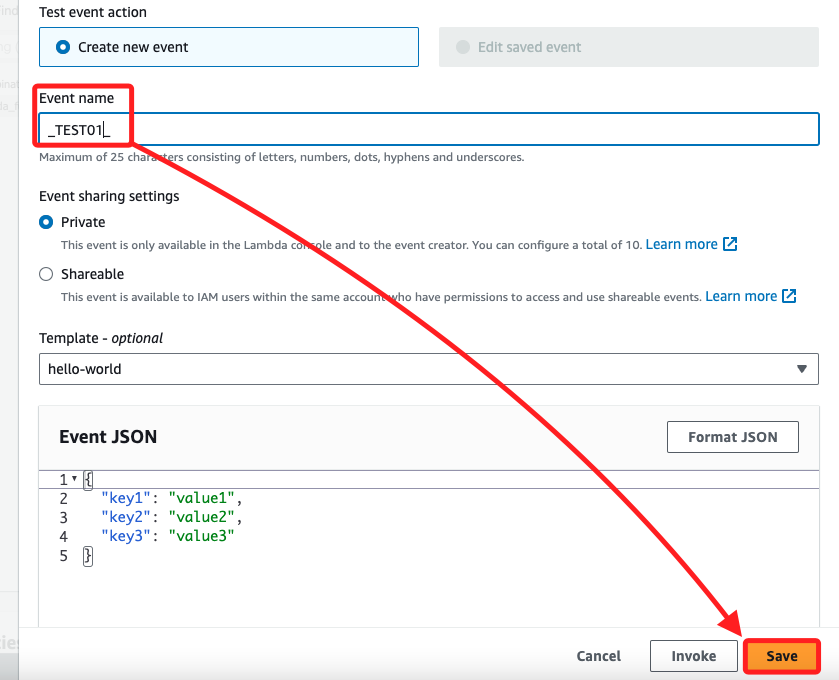 Test event action
Create new event
Edit saved event
Event name
_TEST01_
Maximum of 25 characters consisting of letters, numbers, dots, hyphens and underscores.
Event sharing settings
Private
This event is only available in the Lambda console and to the event creator. You can configure a total of 10. Learn more
Shareable
This event is available to IAM users within the same account who have permissions to access and use shareable events. Learn more
Template - optional
hello-world
Event JSON
Format JSON
1 {
2 "key1": "value1",
3 "key2": "value2",
4 "key3": "value3"
5 }
Cancel
Invoke
Save